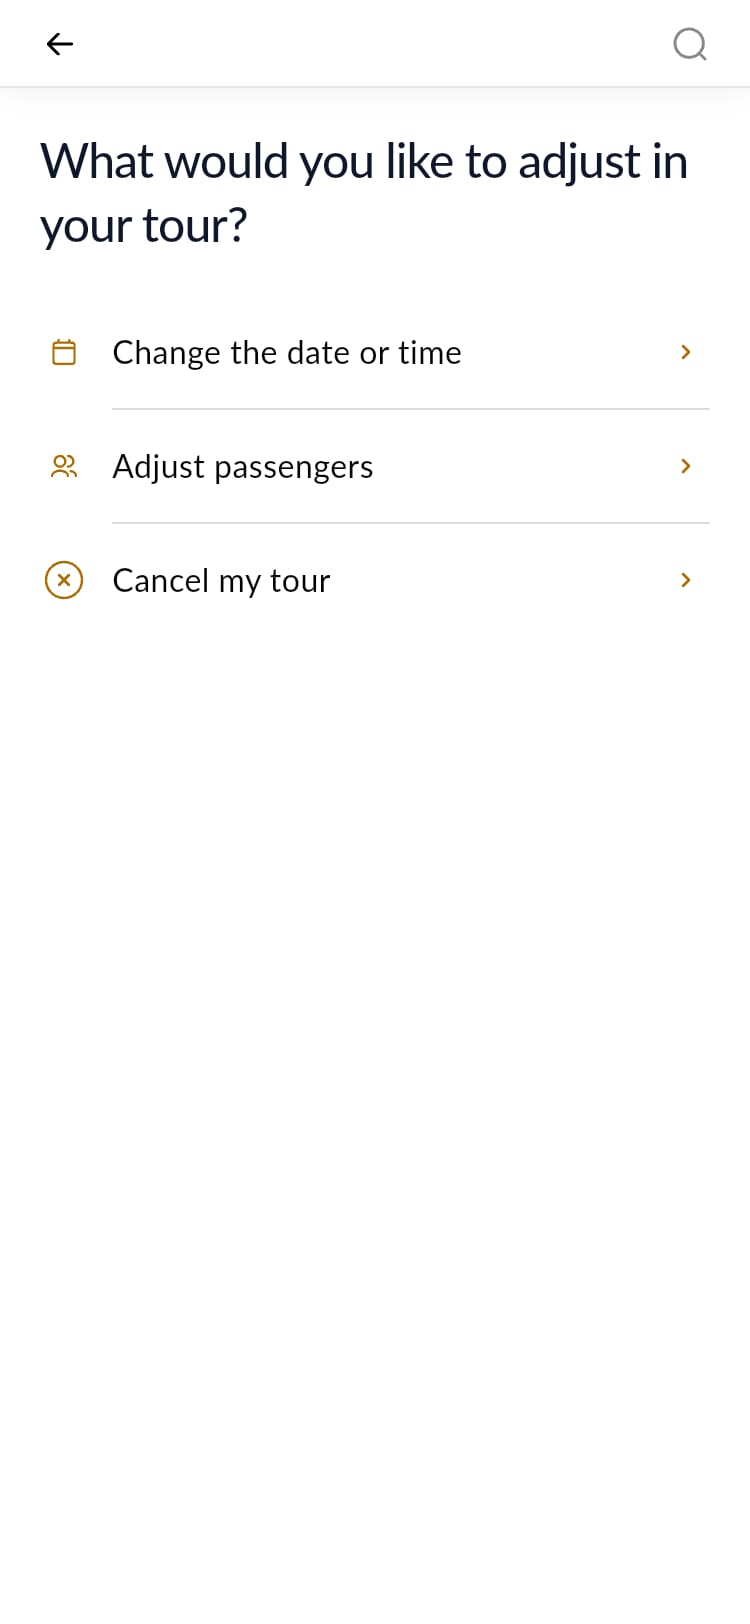 What would you like to adjust in
your tour?
Change the date or time
Adjust passengers
Cancel my tour